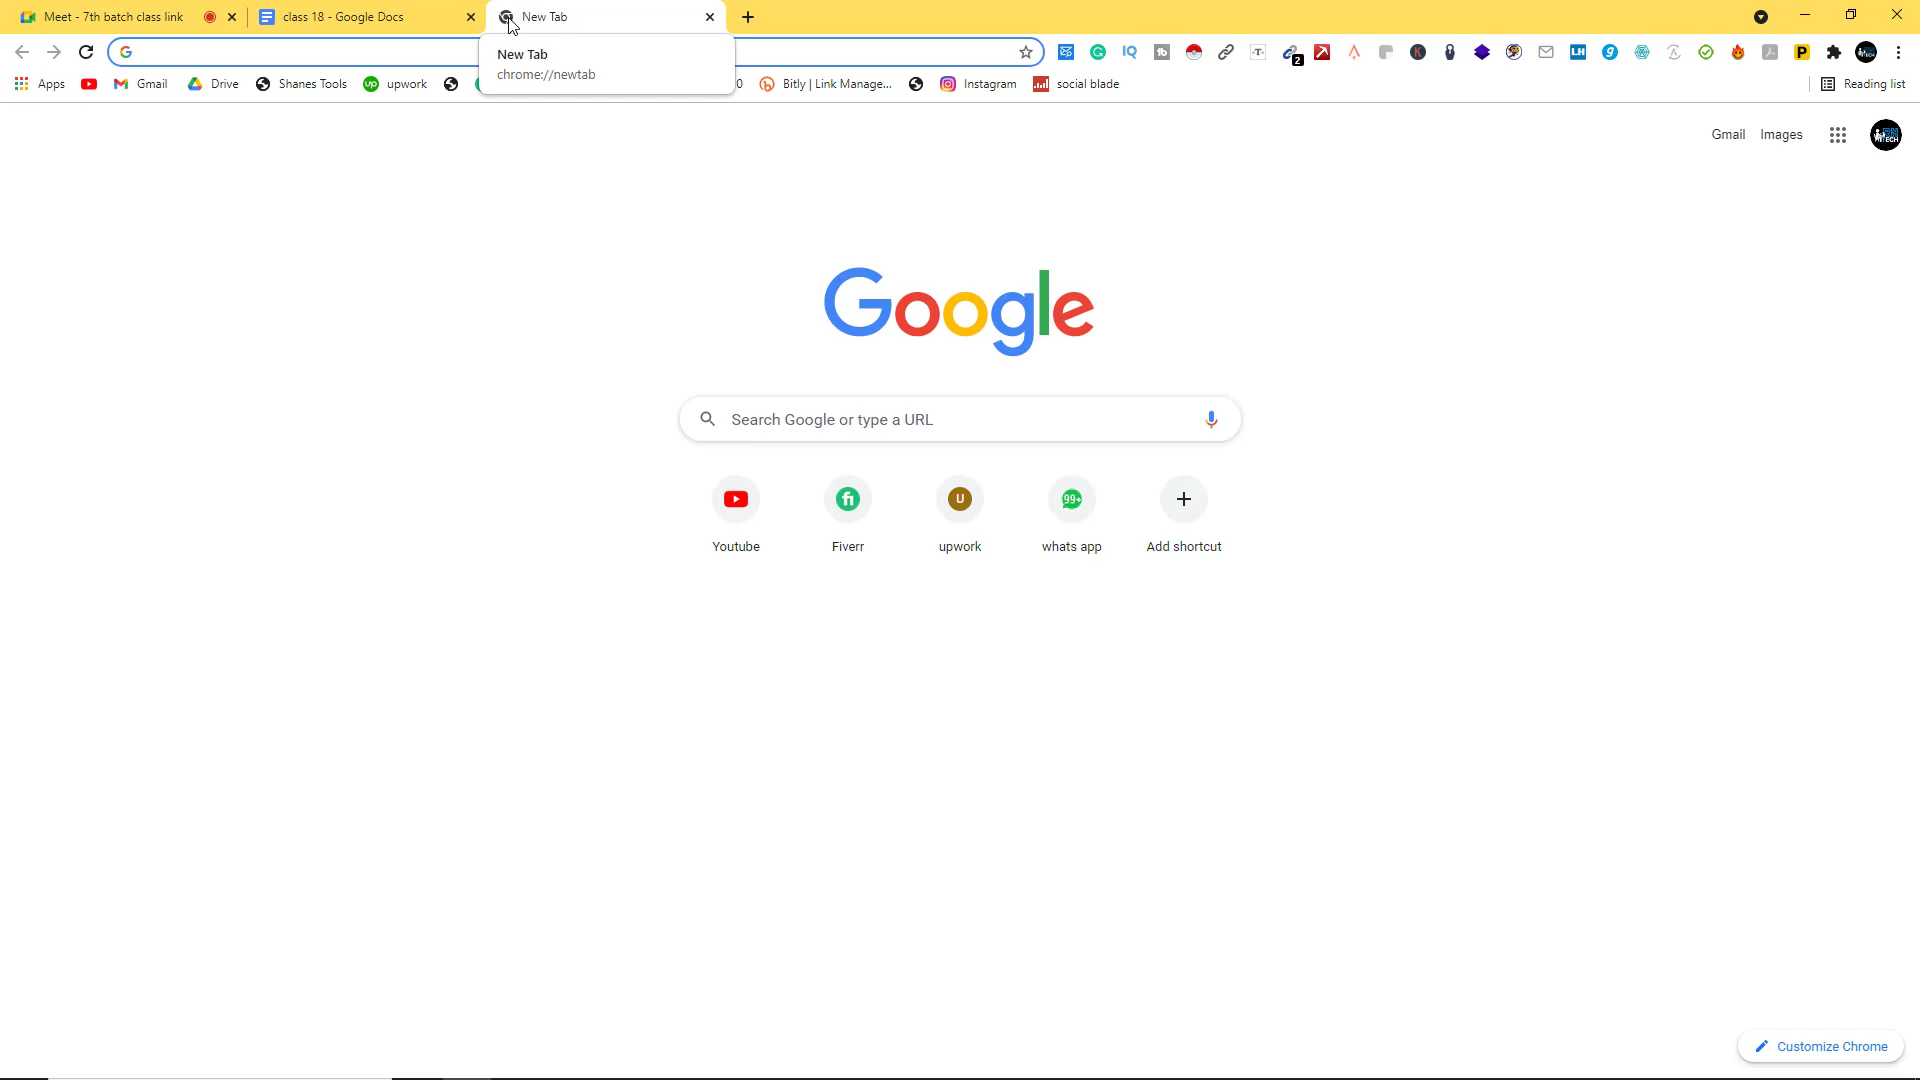 Meet - 7th batch class link
class 18 - Google Docs
New Tab
New Tab
chrome://newtab
Apps
Gmail
Drive
Shanes Tools
upwork
0
Bitly | Link Manage...
Instagram
social blade
Reading list
Gmail
Images
Google
Search Google or type a URL
99+
U
Youtube
Fiverr
upwork
whats app
Add shortcut
Customize Chrome